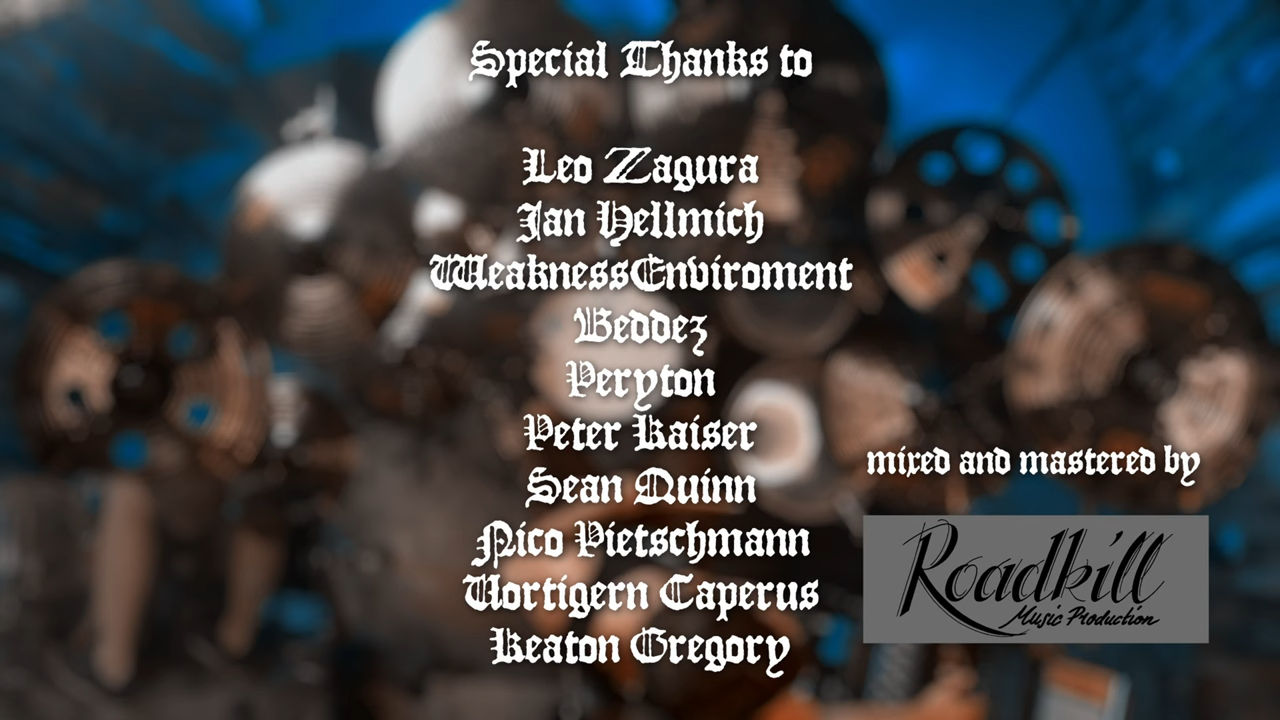 Special Thanks to
Leo Zagura
Jan Hellmich
WeaknessEnviroment
Beddez
Peryton
Peter Kaiser
Sean Quinn
Nico Pietschmann
Vortigern Caperus
Keaton Gregory
mixed and mastered by
Roadkill
Music Production